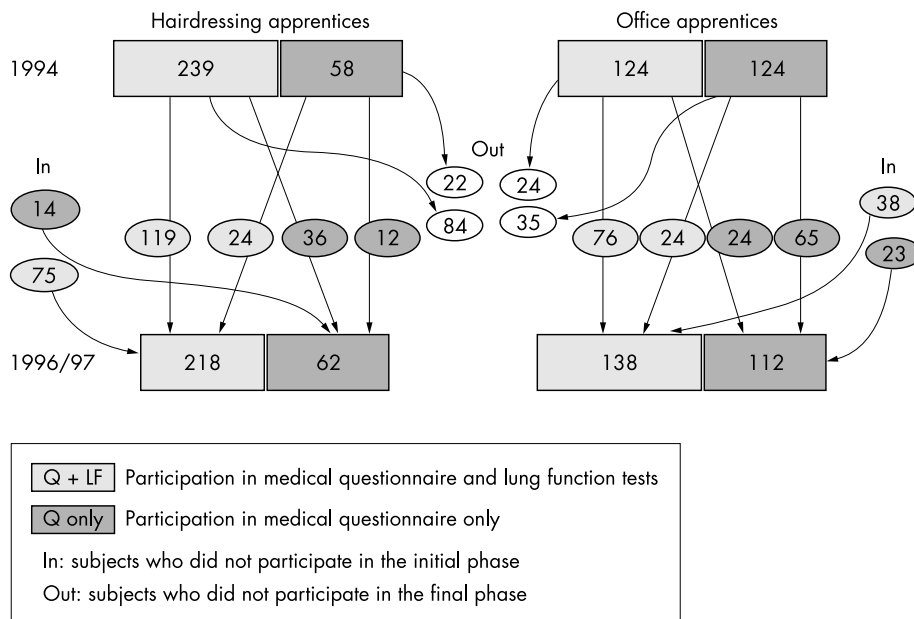 Hairdressing apprentices
Office apprentices
1994
239
58
124
124
Out
In
In
22
24
14
84
35
38
119
24
36
12
76
24
24
65
23
75
1996/97
218
62
138
112
Q + LF Participation in medical questionnaire and lung function tests
Q only Participation in medical questionnaire only
In: subjects who did not participate in the initial phase
Out: subjects who did not participate in the final phase